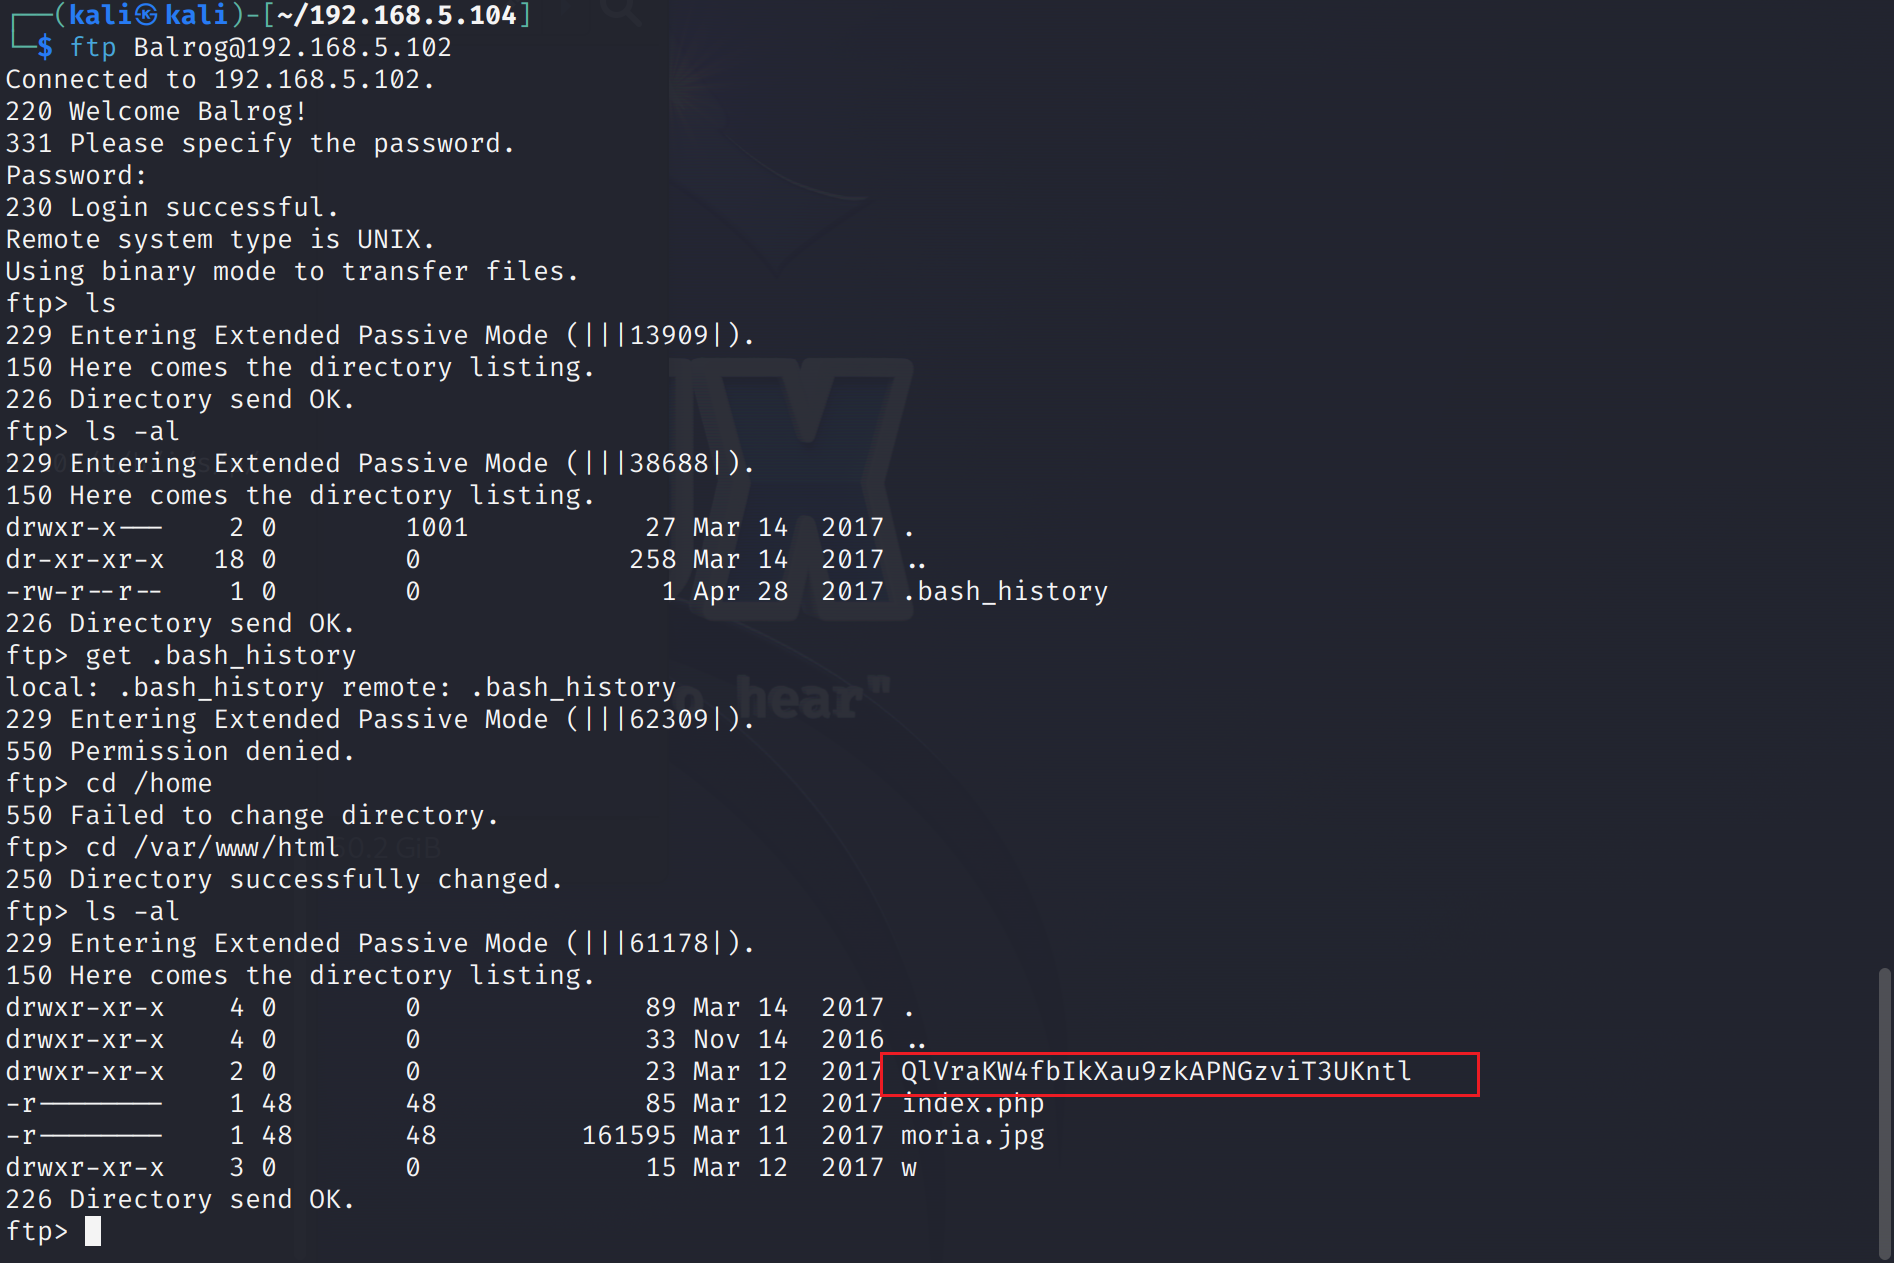 ┌──(kali㉿kali)-[~/192.168.5.104]
└─$ ftp Balrog@192.168.5.102
Connected to 192.168.5.102.
220 Welcome Balrog!
331 Please specify the password.
Password:
230 Login successful.
Remote system type is UNIX.
Using binary mode to transfer files.
ftp> ls
229 Entering Extended Passive Mode (|||13909|).
150 Here comes the directory listing.
226 Directory send OK.
ftp> ls -al
229 Entering Extended Passive Mode (|||38688|).
150 Here comes the directory listing.
drwxr-x---    2 0        1001           27 Mar 14  2017 .
dr-xr-xr-x   18 0        0             258 Mar 14  2017 ..
-rw-r--r--    1 0        0               1 Apr 28  2017 .bash_history
226 Directory send OK.
ftp> get .bash_history
local: .bash_history remote: .bash_history
229 Entering Extended Passive Mode (|||62309|).
550 Permission denied.
ftp> cd /home
550 Failed to change directory.
ftp> cd /var/www/html
250 Directory successfully changed.
ftp> ls -al
229 Entering Extended Passive Mode (|||61178|).
150 Here comes the directory listing.
drwxr-xr-x    4 0        0              89 Mar 14  2017 .
drwxr-xr-x    4 0        0              33 Nov 14  2016 ..
drwxr-xr-x    2 0        0              23 Mar 12  2017 QlVraKW4fbIkXau9zkAPNGzviT3UKntl
-r--------    1 48       48             85 Mar 12  2017 index.php
-r--------    1 48       48         161595 Mar 11  2017 moria.jpg
drwxr-xr-x    3 0        0              15 Mar 12  2017 w
226 Directory send OK.
ftp>
hear"
50.2 GiB